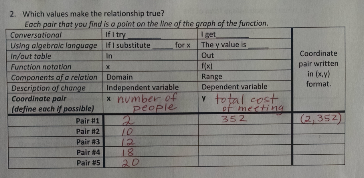 2. Which values make the relationship true?
Each pair that you find is a point on the line of the graph of the function.
Conversational If I try ____ I get ____
Using algebraic language If I substitute ____ for x The y value is ____
In/out table In Out
Function notation x f(x)
Components of a relation Domain Range
Description of change Independent variable Dependent variable
Coordinate pair written in (x,y) format.
Coordinate pair (define each if possible) x number of people y total cost of meeting
Pair #1 2 352 (2,352)
Pair #2 10
Pair #3 12
Pair #4 18
Pair #5 20